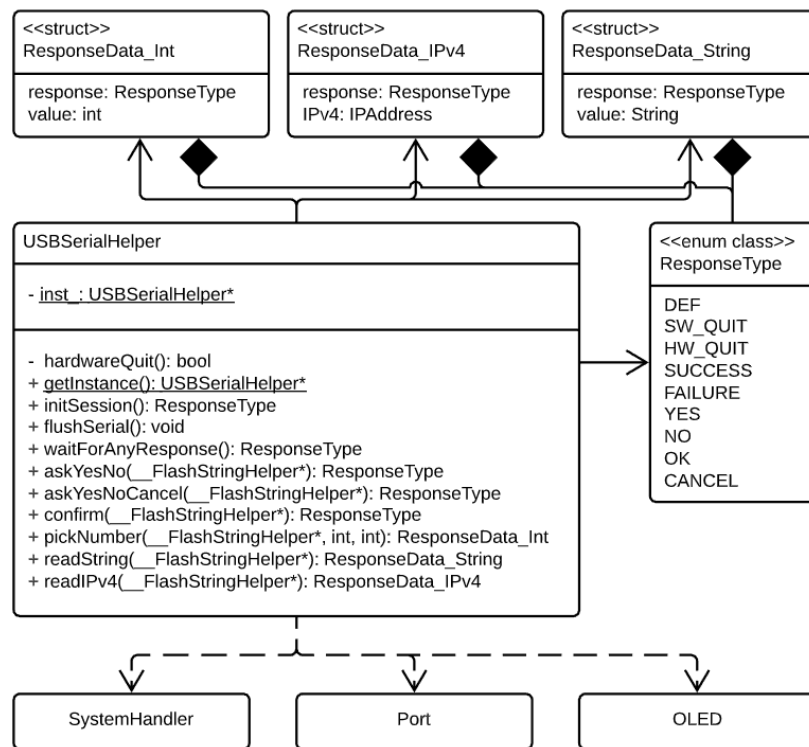 <<struct>>
ResponseData_Int
response: ResponseType
value: int
<<struct>>
ResponseData_IPv4
response: ResponseType
IPv4: IPAddress
<<struct>>
ResponseData_String
response: ResponseType
value: String
USBSerialHelper
- inst_: USBSerialHelper*
- hardwareQuit(): bool
+ getInstance(): USBSerialHelper*
+ initSession(): ResponseType
+ flushSerial(): void
+ waitForAnyResponse(): ResponseType
+ askYesNo(__FlashStringHelper*): ResponseType
+ askYesNoCancel(__FlashStringHelper*): ResponseType
+ confirm(__FlashStringHelper*): ResponseType
+ pickNumber(__FlashStringHelper*, int, int): ResponseData_Int
+ readString(__FlashStringHelper*): ResponseData_String
+ readIPv4(__FlashStringHelper*): ResponseData_IPv4
<<enum class>>
ResponseType
DEF
SW_QUIT
HW_QUIT
SUCCESS
FAILURE
YES
NO
OK
CANCEL
SystemHandler
Port
OLED